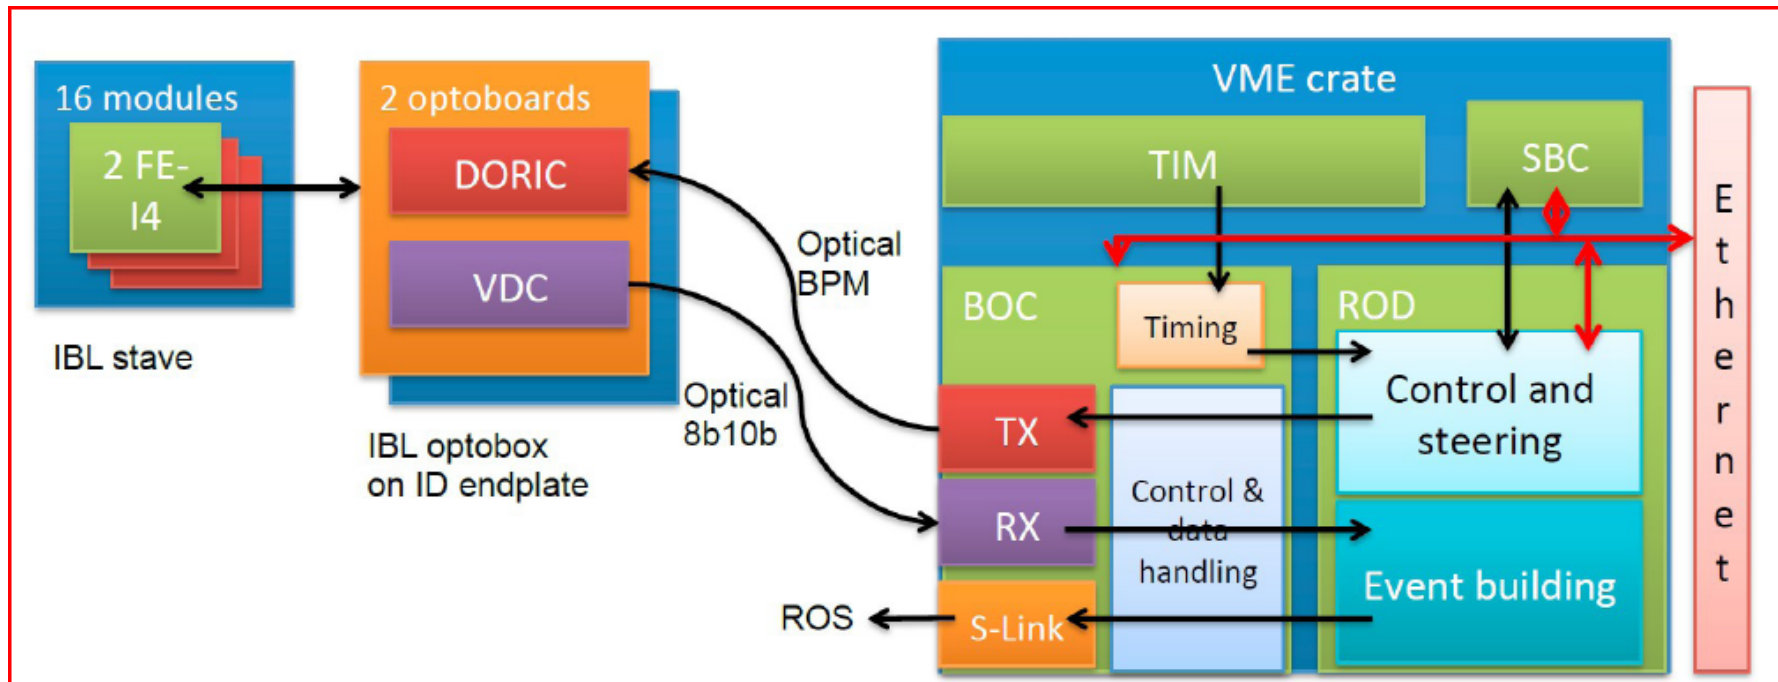 16 modules
2 FE-
I4
IBL stave
2 optoboards
DORIC
VDC
IBL optobox
on ID endplate
Optical
BPM
Optical
8b10b
VME crate
TIM
SBC
BOC
Timing
ROD
Control and
steering
TX
RX
Control &
data
handling
Event building
S-Link
ROS
Ethernet